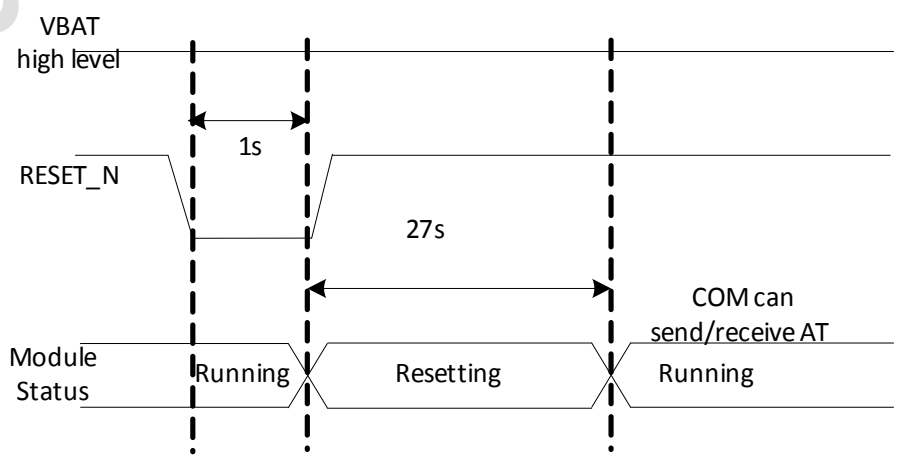 VBAT
high level
1s
RESET_N
27s
COM can
send/receive AT
Module
Status
Running
Resetting
Running